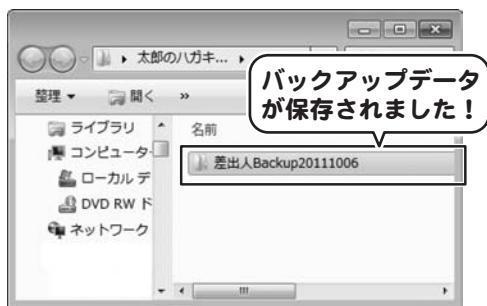 太郎のハガキ...
バックアップデータ
が保存されました！
整理
開く
»
ライブラリ
コンピューター
ローカル デ
DVD RW ド
ネットワーク
名前
差出人Backup20111006